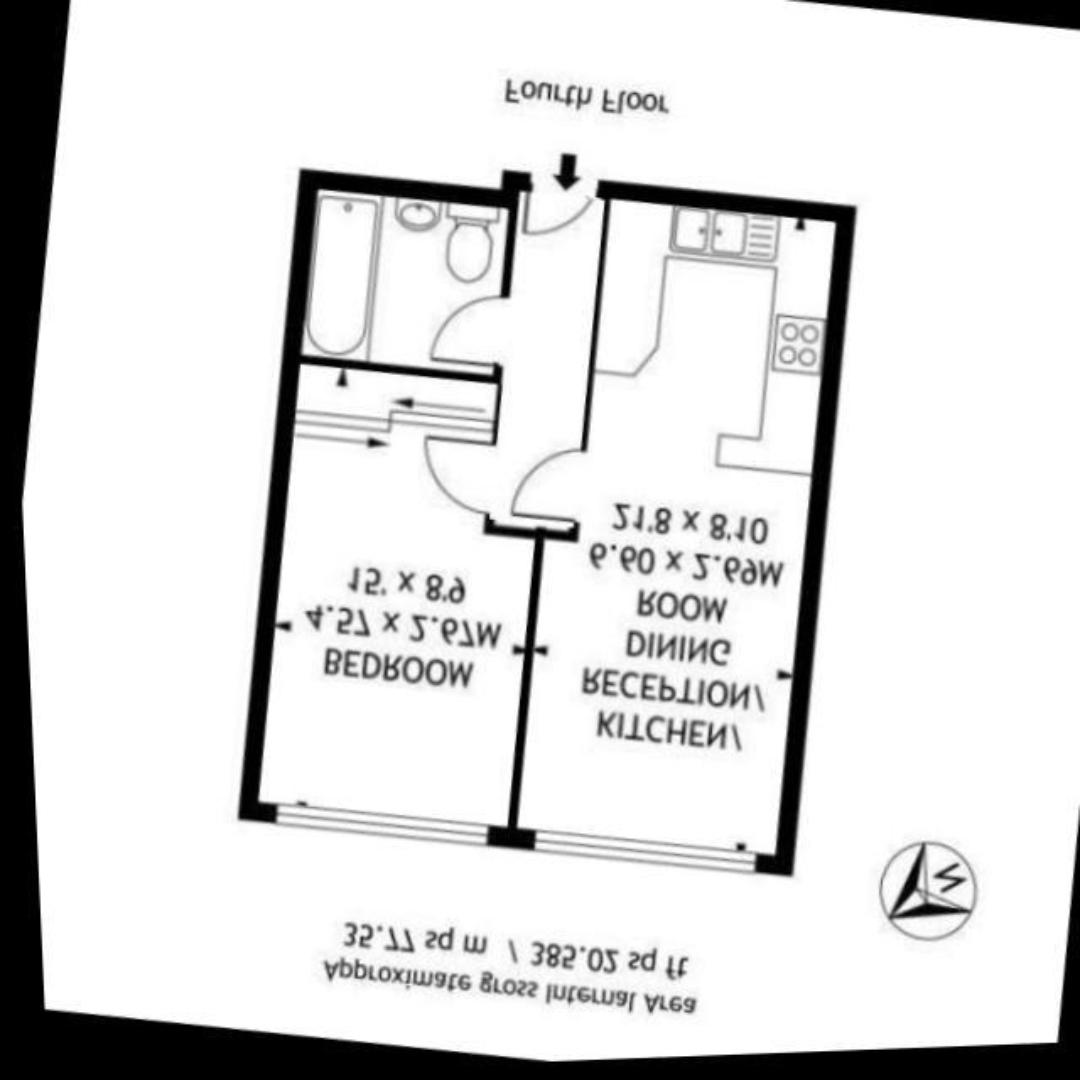 Approximate gross Internal Area
35.77 sq m / 385.02 sq ft
N
KITCHEN/
RECEPTION/
DINING
ROOM
6.60 x 2.69M
21'8 x 8'10
BEDROOM
4.57 x 2.67M
15' x 8'9
Fourth Floor